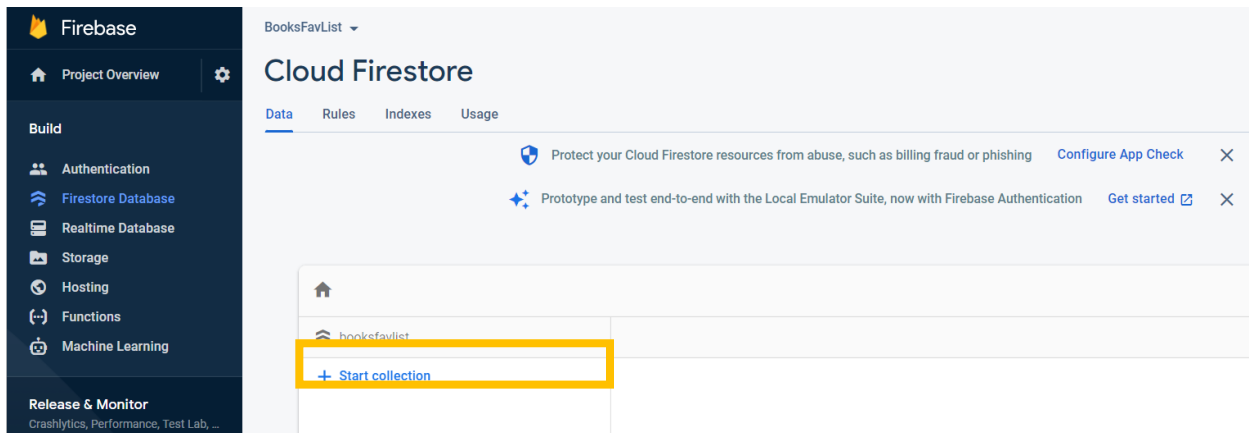 Firebase
Project Overview
Build
Authentication
Firestore Database
Realtime Database
Storage
Hosting
Functions
Machine Learning
Release & Monitor
Crashlytics, Performance, Test Lab, ...
BooksFavList
Cloud Firestore
Data Rules Indexes Usage
Protect your Cloud Firestore resources from abuse, such as billing fraud or phishing Configure App Check
Prototype and test end-to-end with the Local Emulator Suite, now with Firebase Authentication Get started
booksfavlist
+ Start collection